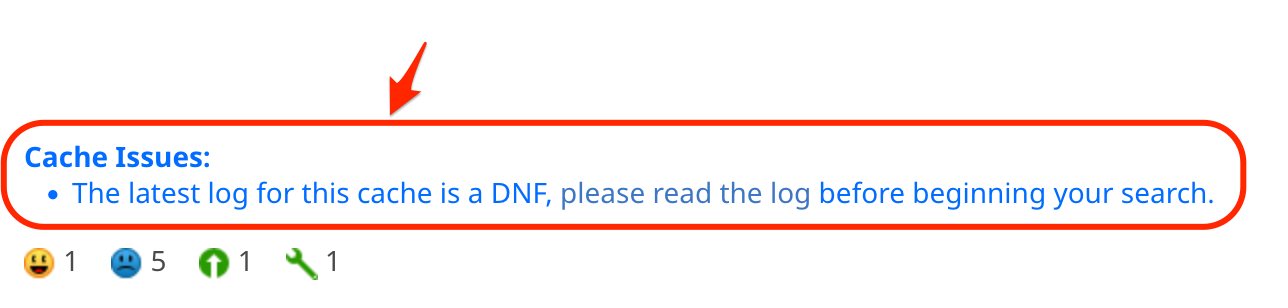 Cache Issues:
• The latest log for this cache is a DNF, please read the log before beginning your search.
1 5 1 1